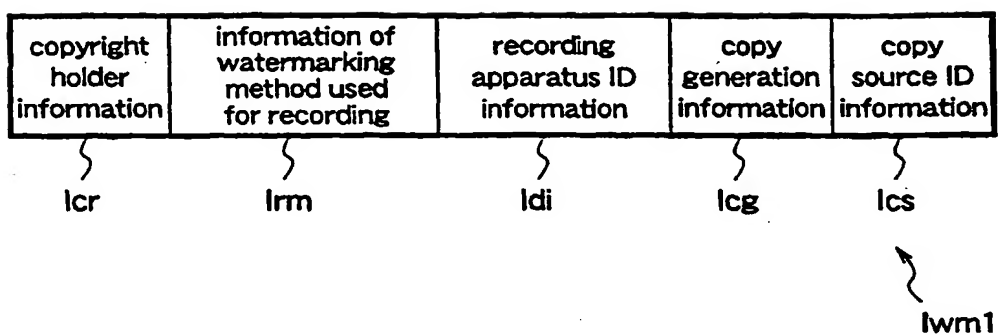 copyright
holder
information
information of
watermarking
method used
for recording
recording
apparatus ID
information
copy
generation
information
copy
source ID
information
Icr
Irm
Idi
Icg
Ics
Iwm1